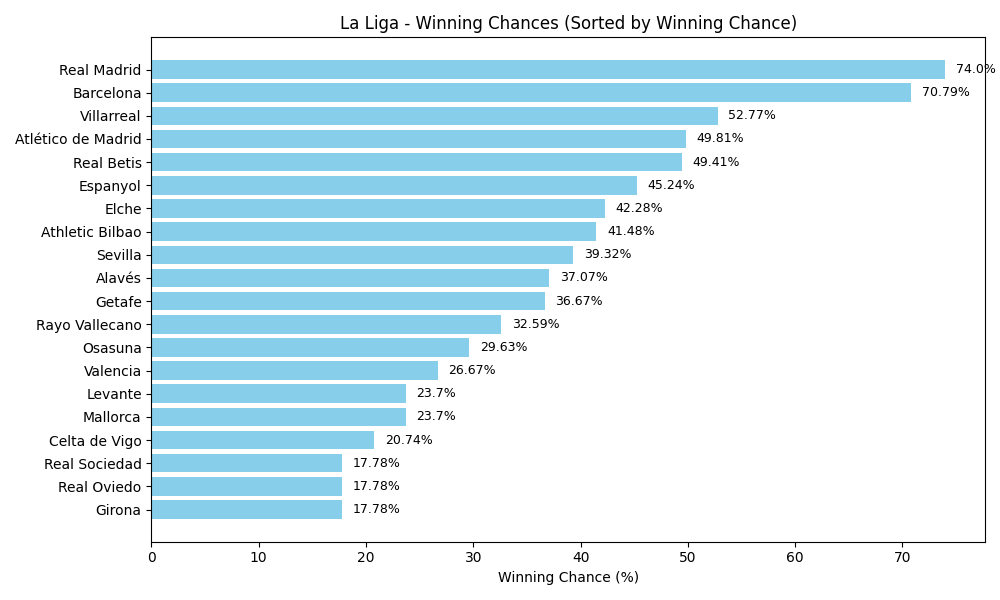 La Liga - Winning Chances (Sorted by Winning Chance)
Real Madrid 74.0%
Barcelona 70.79%
Villarreal 52.77%
Atlético de Madrid 49.81%
Real Betis 49.41%
Espanyol 45.24%
Elche 42.28%
Athletic Bilbao 41.48%
Sevilla 39.32%
Alavés 37.07%
Getafe 36.67%
Rayo Vallecano 32.59%
Osasuna 29.63%
Valencia 26.67%
Levante 23.7%
Mallorca 23.7%
Celta de Vigo 20.74%
Real Sociedad 17.78%
Real Oviedo 17.78%
Girona 17.78%
0 10 20 30 40 50 60 70
Winning Chance (%)